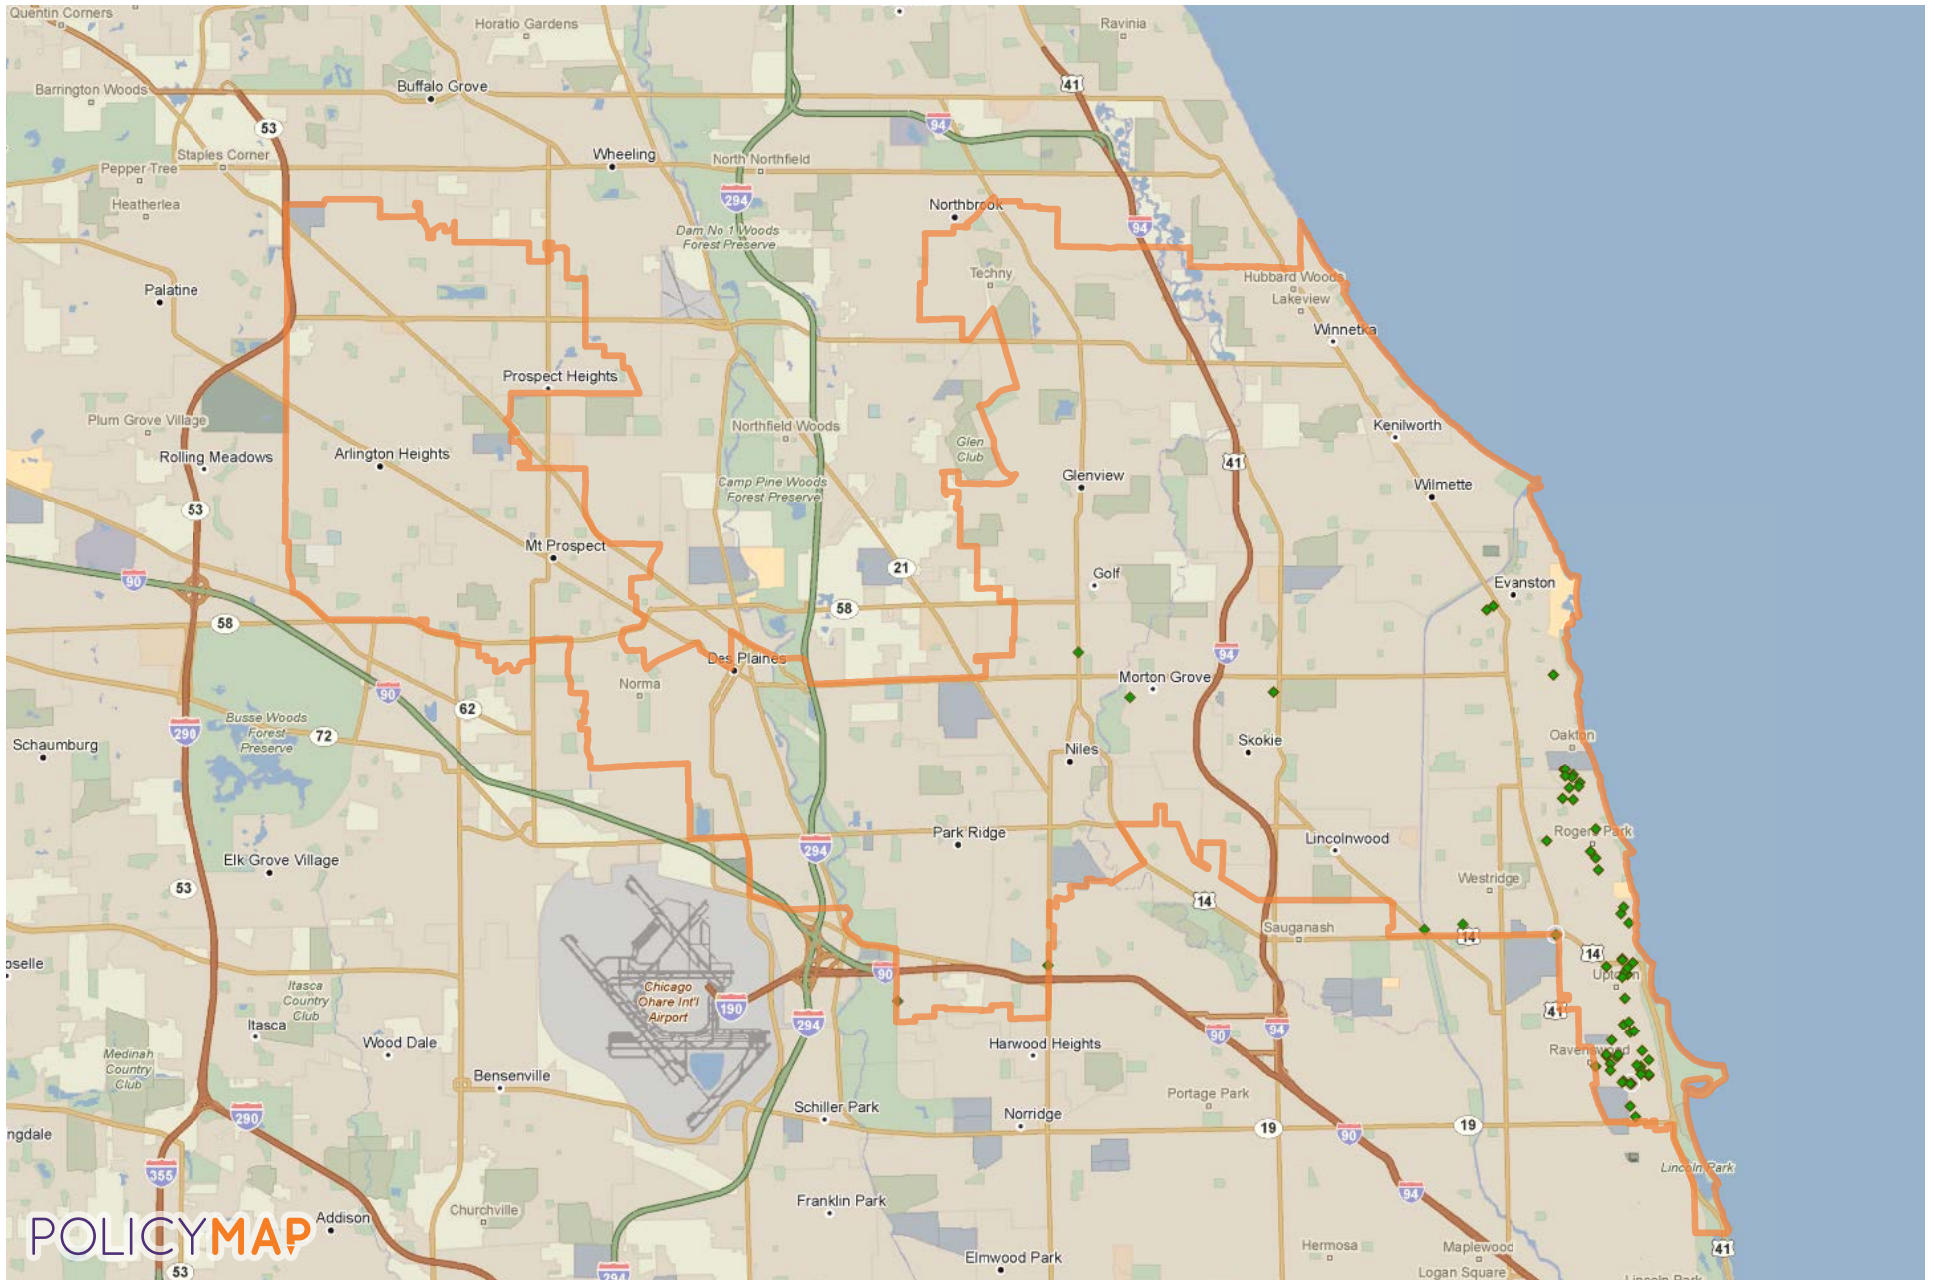 Quentin Corners
Horatio Gardens
Ravinia
Barrington Woods
Buffalo Grove
41
53
94
Staples Corner
Pepper Tree
Wheeling
North Northfield
Heatherlea
294
Northbrook
94
Dam No 1 Woods
Forest Preserve
Techny
Hubbard Woods
Lakeview
Palatine
Winnetka
Prospect Heights
Plum Grove Village
Northfield Woods
Kenilworth
Rolling Meadows
Arlington Heights
Glen
Club
41
Glenview
Wilmette
Camp Pine Woods
Forest Preserve
53
Mt Prospect
21
Golf
90
Evanston
58
58
94
Des Plaines
Norma
Morton Grove
90
62
Busse Woods
Forest
Preserve
290
72
Schaumburg
Oakton
Skokie
Niles
Rogers Park
Park Ridge
Lincolnwood
294
Elk Grove Village
53
Westridge
14
Sauganash
14
14
oselle
90
Uptown
Itasca
Country
Club
Chicago
Ohare Int'l
Airport
190
41
294
Itasca
90
94
Wood Dale
Harwood Heights
Ravenswood
Medinah
Country
Club
Bensenville
Portage Park
Schiller Park
Norridge
290
19
90
19
ngdale
355
Lincoln Park
94
Franklin Park
Churchville
Addison
POLICYMAP
41
Hermosa
Maplewood
Elmwood Park
53
294
Logan Square
Lincoln Park